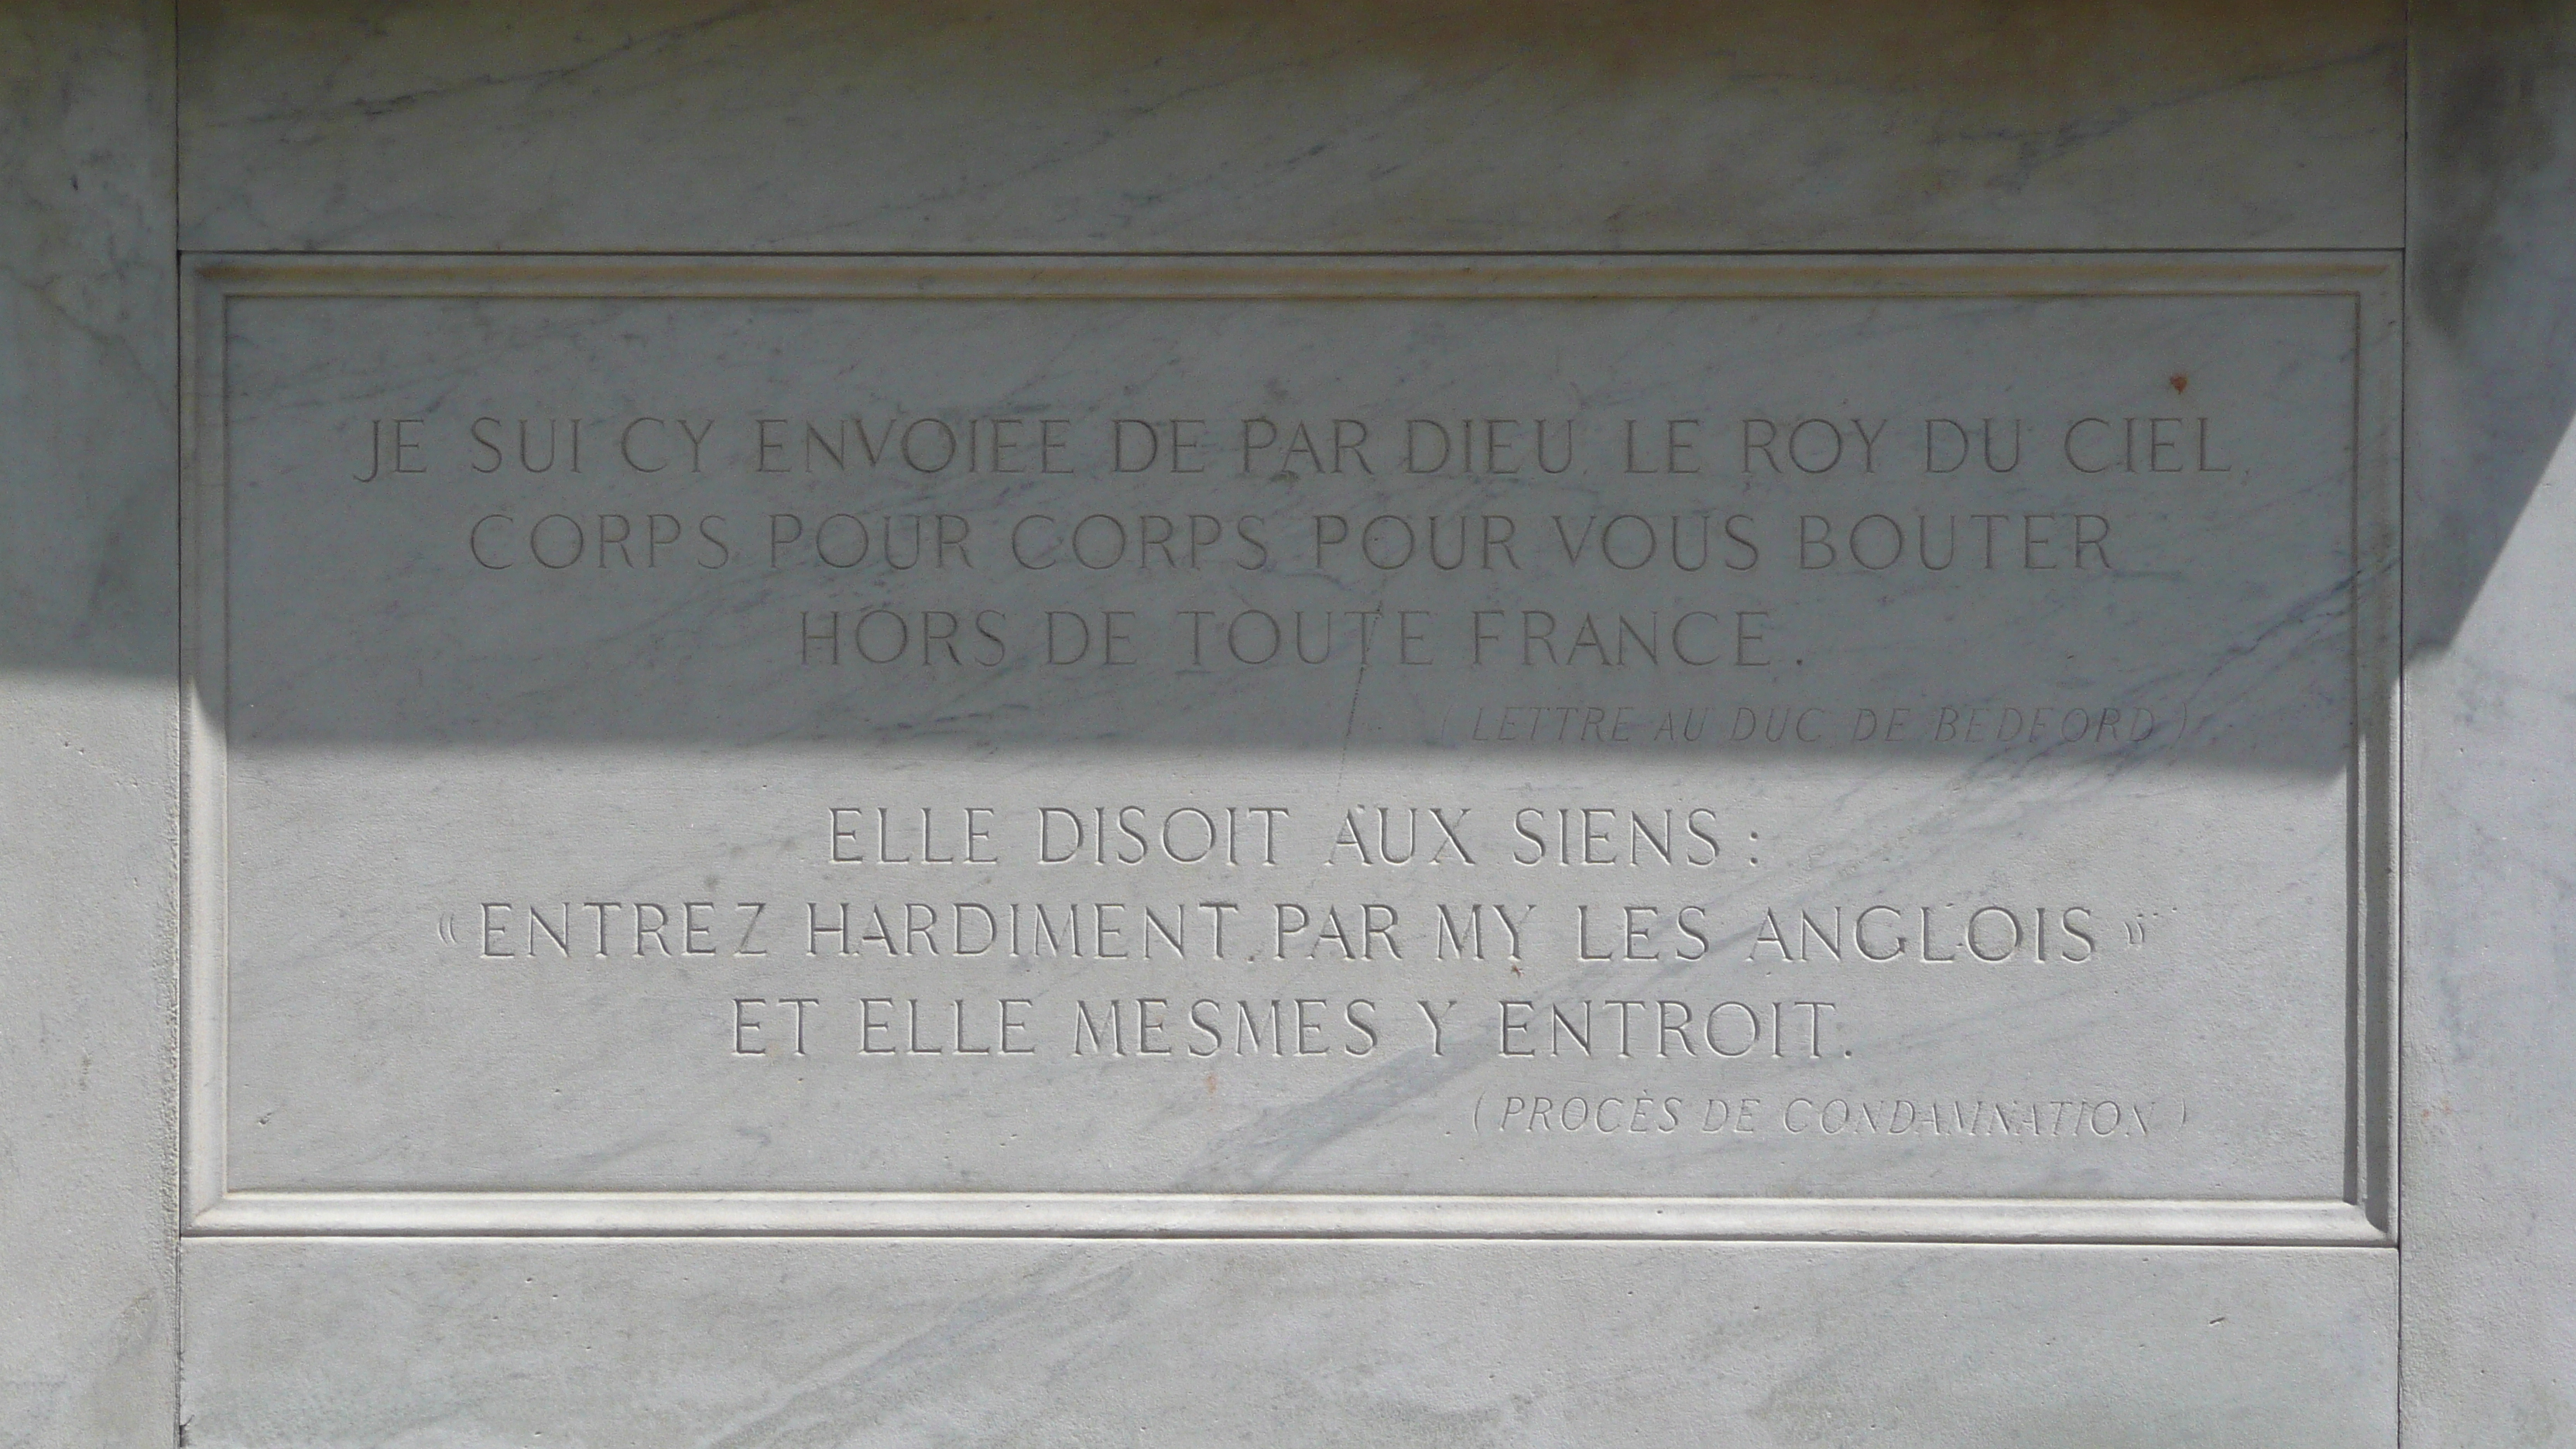 JE SUI CY ENVOIEE DE PAR DIEU, LE ROY DU CIEL,
CORPS POUR CORPS, POUR VOUS BOUTER
HORS DE TOUTE FRANCE.
(LETTRE AU DUC DE BEDFORD)
ELLE DISOIT AUX SIENS :
«ENTREZ HARDIMENT, PAR MY LES ANGLOIS»
ET ELLE MESMES Y ENTROIT.
(PROCÈS DE CONDAMNATION)